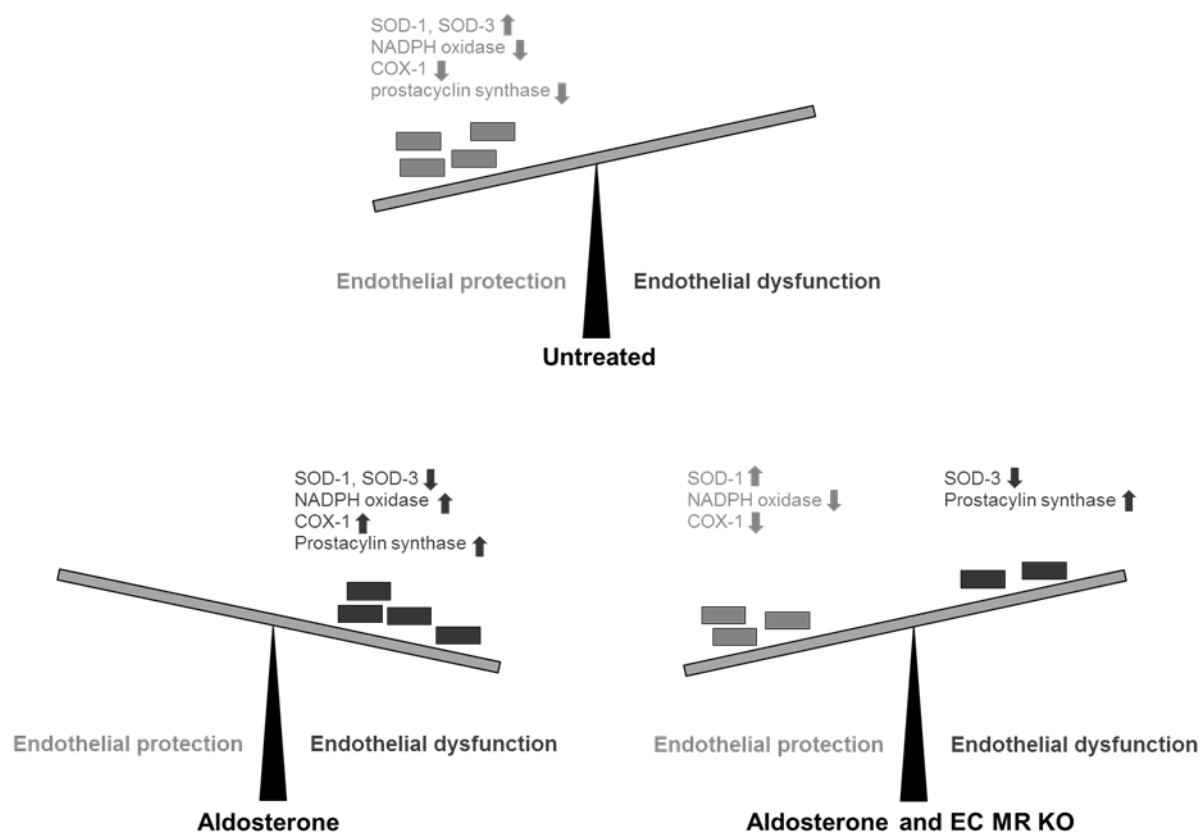 SOD-1, SOD-3
NADPH oxidase
COX-1
prostacyclin synthase
Endothelial protection
Endothelial dysfunction
Untreated
SOD-1, SOD-3
NADPH oxidase
COX-1
Prostacylin synthase
Endothelial protection
Endothelial dysfunction
Aldosterone
SOD-1
NADPH oxidase
COX-1
SOD-3
Prostacylin synthase
Endothelial protection
Endothelial dysfunction
Aldosterone and EC MR KO